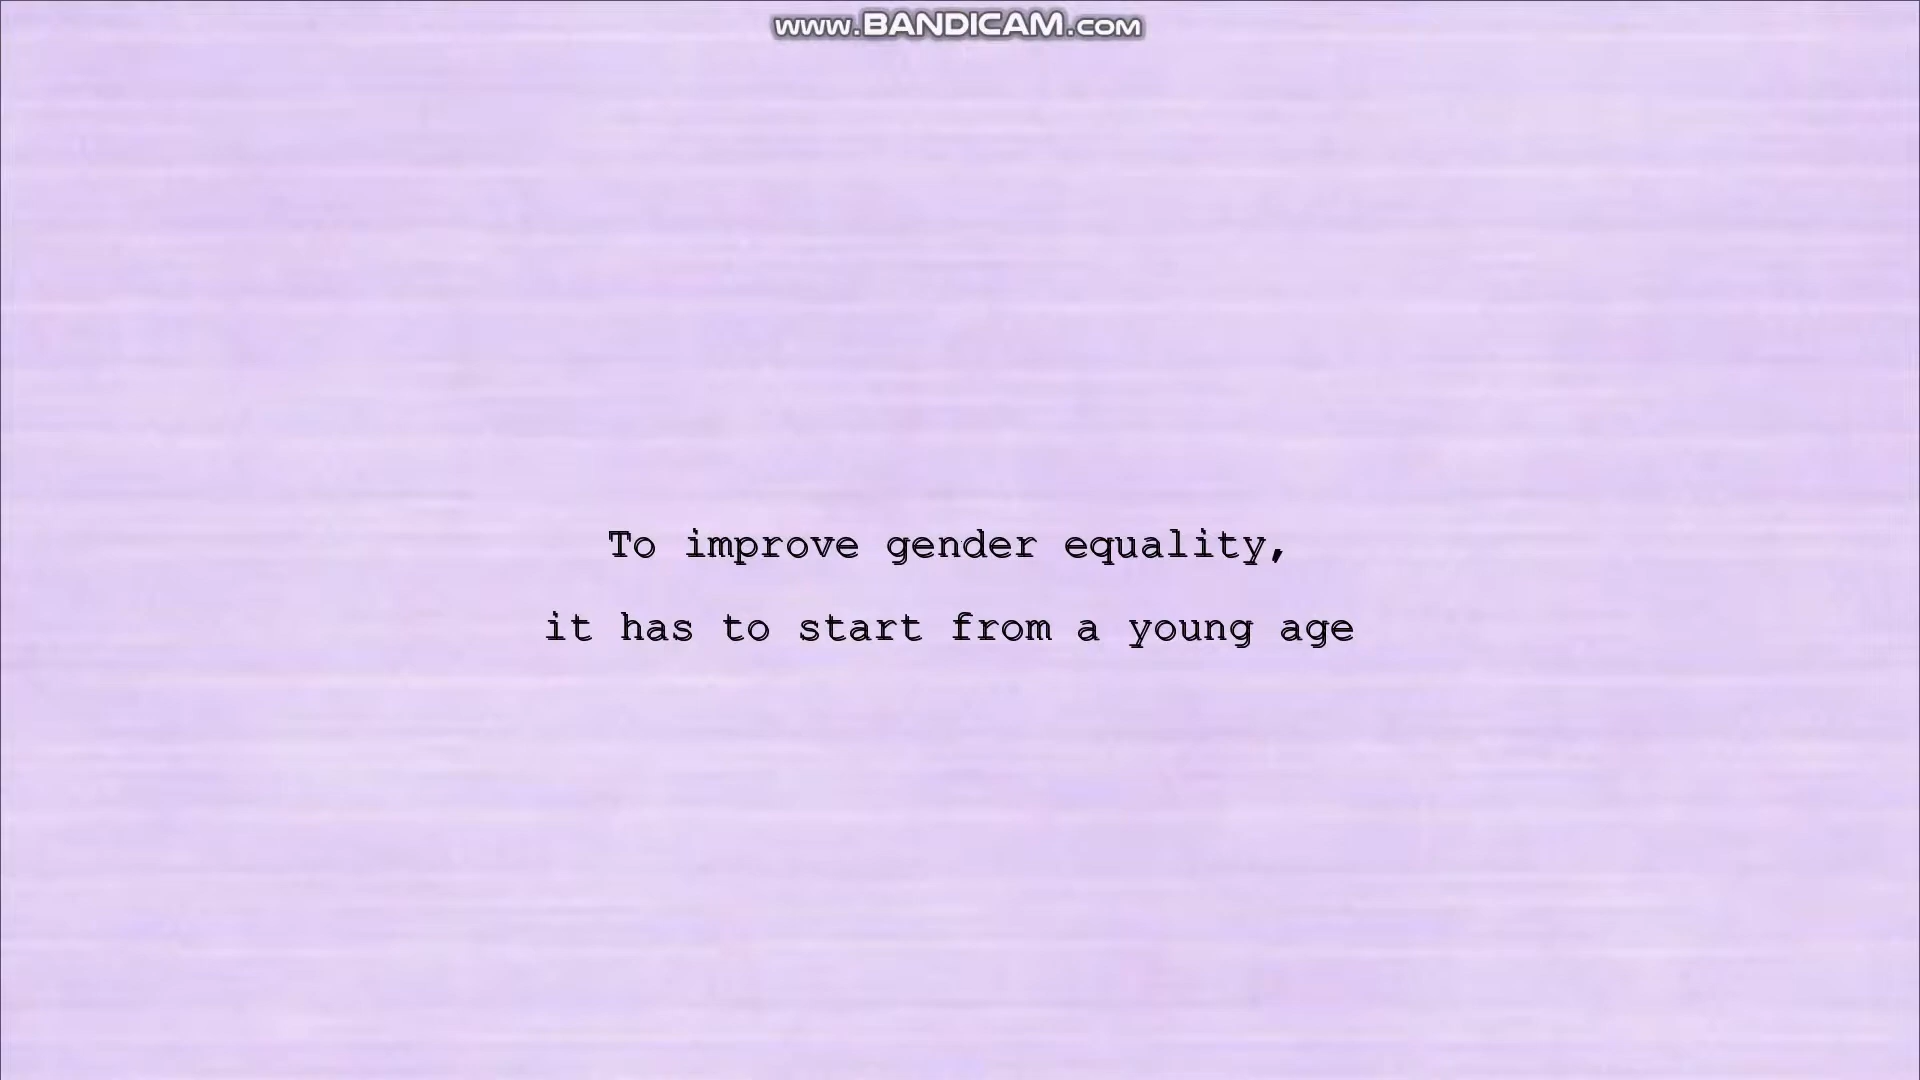 www.BANDICAM.com
To improve gender equality,
it has to start from a young age